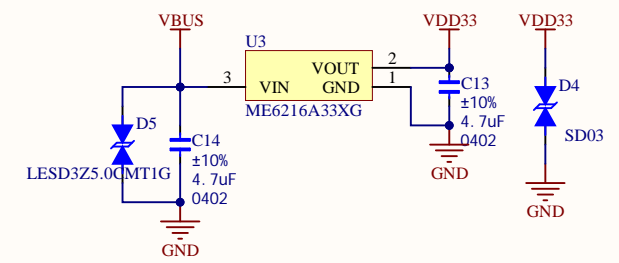 VBUS
VDD33
VDD33
U3
3
VIN
VOUT
2
GND
1
ME6216A33XG
C13
±10%
4.7uF
0402
GND
D4
SD03
GND
D5
LESD3Z5.0CMT1G
C14
±10%
4.7uF
0402
GND